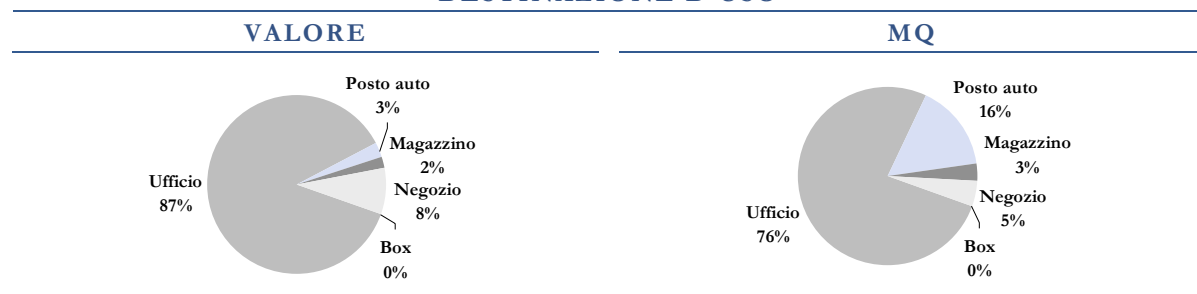 VALORE
MQ
Posto auto
3%
Magazzino
2%
Negozio
8%
Box
0%
Ufficio
87%
Posto auto
16%
Magazzino
3%
Negozio
5%
Box
0%
Ufficio
76%